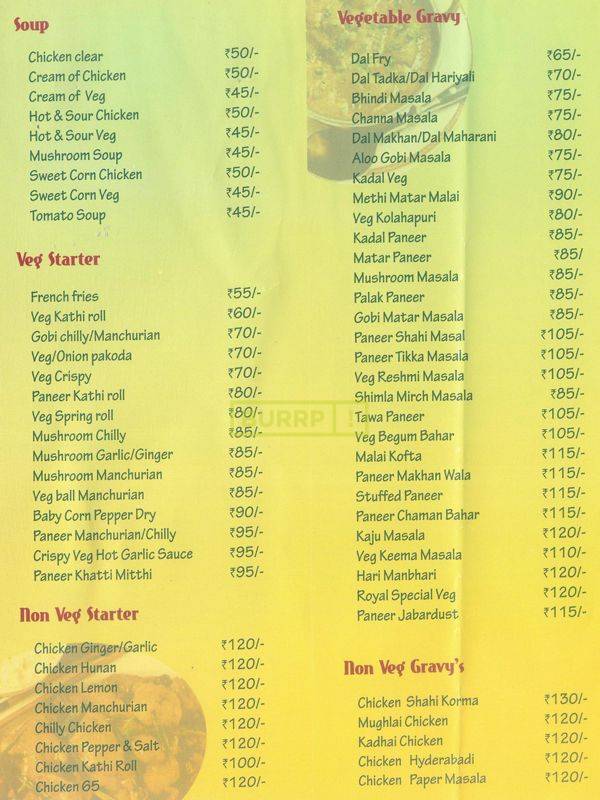 Soup
Chicken clear ₹50/-
Cream of Chicken ₹50/-
Cream of Veg ₹45/-
Hot & Sour Chicken ₹50/-
Hot & Sour Veg ₹45/-
Mushroom Soup ₹45/-
Sweet Corn Chicken ₹50/-
Sweet Corn Veg ₹45/-
Tomato Soup ₹45/-
Veg Starter
French fries ₹55/-
Veg Kathi roll ₹60/-
Gobi chilly/Manchurian ₹70/-
Veg/Onion pakoda ₹70/-
Veg Crispy ₹70/-
Paneer Kathi roll ₹80/-
Veg Spring roll ₹80/-
Mushroom Chilly ₹85/-
Mushroom Garlic/Ginger ₹85/-
Mushroom Manchurian ₹85/-
Veg ball Manchurian ₹85/-
Baby Corn Pepper Dry ₹90/-
Paneer Manchurian/Chilly ₹95/-
Crispy Veg Hot Garlic Sauce ₹95/-
Paneer Khatti Mitthi ₹95/-
Non Veg Starter
Chicken Ginger/Garlic ₹120/-
Chicken Hunan ₹120/-
Chicken Lemon ₹120/-
Chicken Manchurian ₹120/-
Chilly Chicken ₹120/-
Chicken Pepper & Salt ₹120/-
Chicken Kathi Roll ₹100/-
Chicken 65 ₹120/-
Vegetable Gravy
Dal Fry ₹65/-
Dal Tadka/Dal Hariyali ₹70/-
Bhindi Masala ₹75/-
Channa Masala ₹75/-
Dal Makhan/Dal Maharani ₹80/-
Aloo Gobi Masala ₹75/-
Kadal Veg ₹75/-
Methi Matar Malai ₹90/-
Veg Kolahapuri ₹80/-
Kadal Paneer ₹85/-
Matar Paneer ₹85/
Mushroom Masala ₹85/-
Palak Paneer ₹85/-
Gobi Matar Masala ₹85/-
Paneer Shahi Masal ₹105/-
Paneer Tikka Masala ₹105/-
Veg Reshmi Masala ₹105/-
Shimla Mirch Masala ₹85/-
Tawa Paneer ₹105/-
Veg Begum Bahar ₹105/-
Malai Kofta ₹115/-
Paneer Makhan Wala ₹115/-
Stuffed Paneer ₹115/-
Paneer Chaman Bahar ₹115/-
Kaju Masala ₹120/-
Veg Keema Masala ₹110/-
Hari Manbhari ₹120/-
Royal Special Veg ₹120/-
Paneer Jabardust ₹115/-
Non Veg Gravy's
Chicken Shahi Korma ₹130/-
Mughlai Chicken ₹120/-
Kadhai Chicken ₹120/-
Chicken Hyderabadi ₹120/-
Chicken Paper Masala ₹120/-
BURRP!